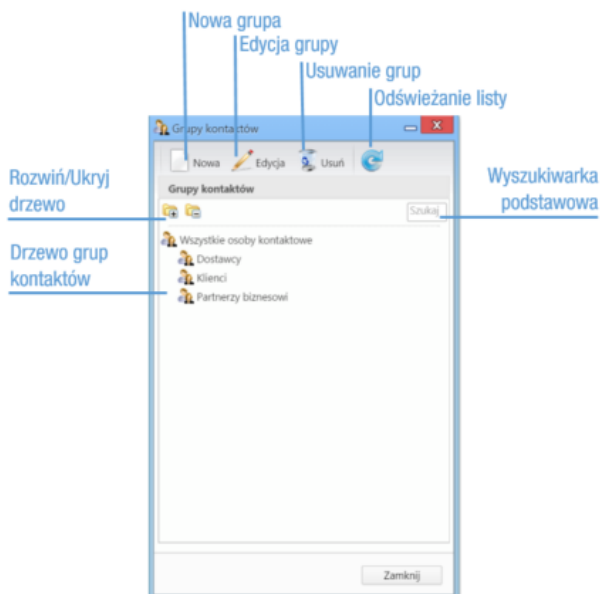 Nowa grupa
Edycja grupy
Usuwanie grup
Odświeżanie listy
Grupy kontaktów
Nowa Edycja Usuń
Rozwiń/Ukryj
drzewo
Wyszukiwarka
podstawowa
Grupy kontaktów
Szukaj
Drzewo grup
kontaktów
Wszystkie osoby kontaktowe
Dostawcy
Klienci
Partnerzy biznesowi
Zamknij